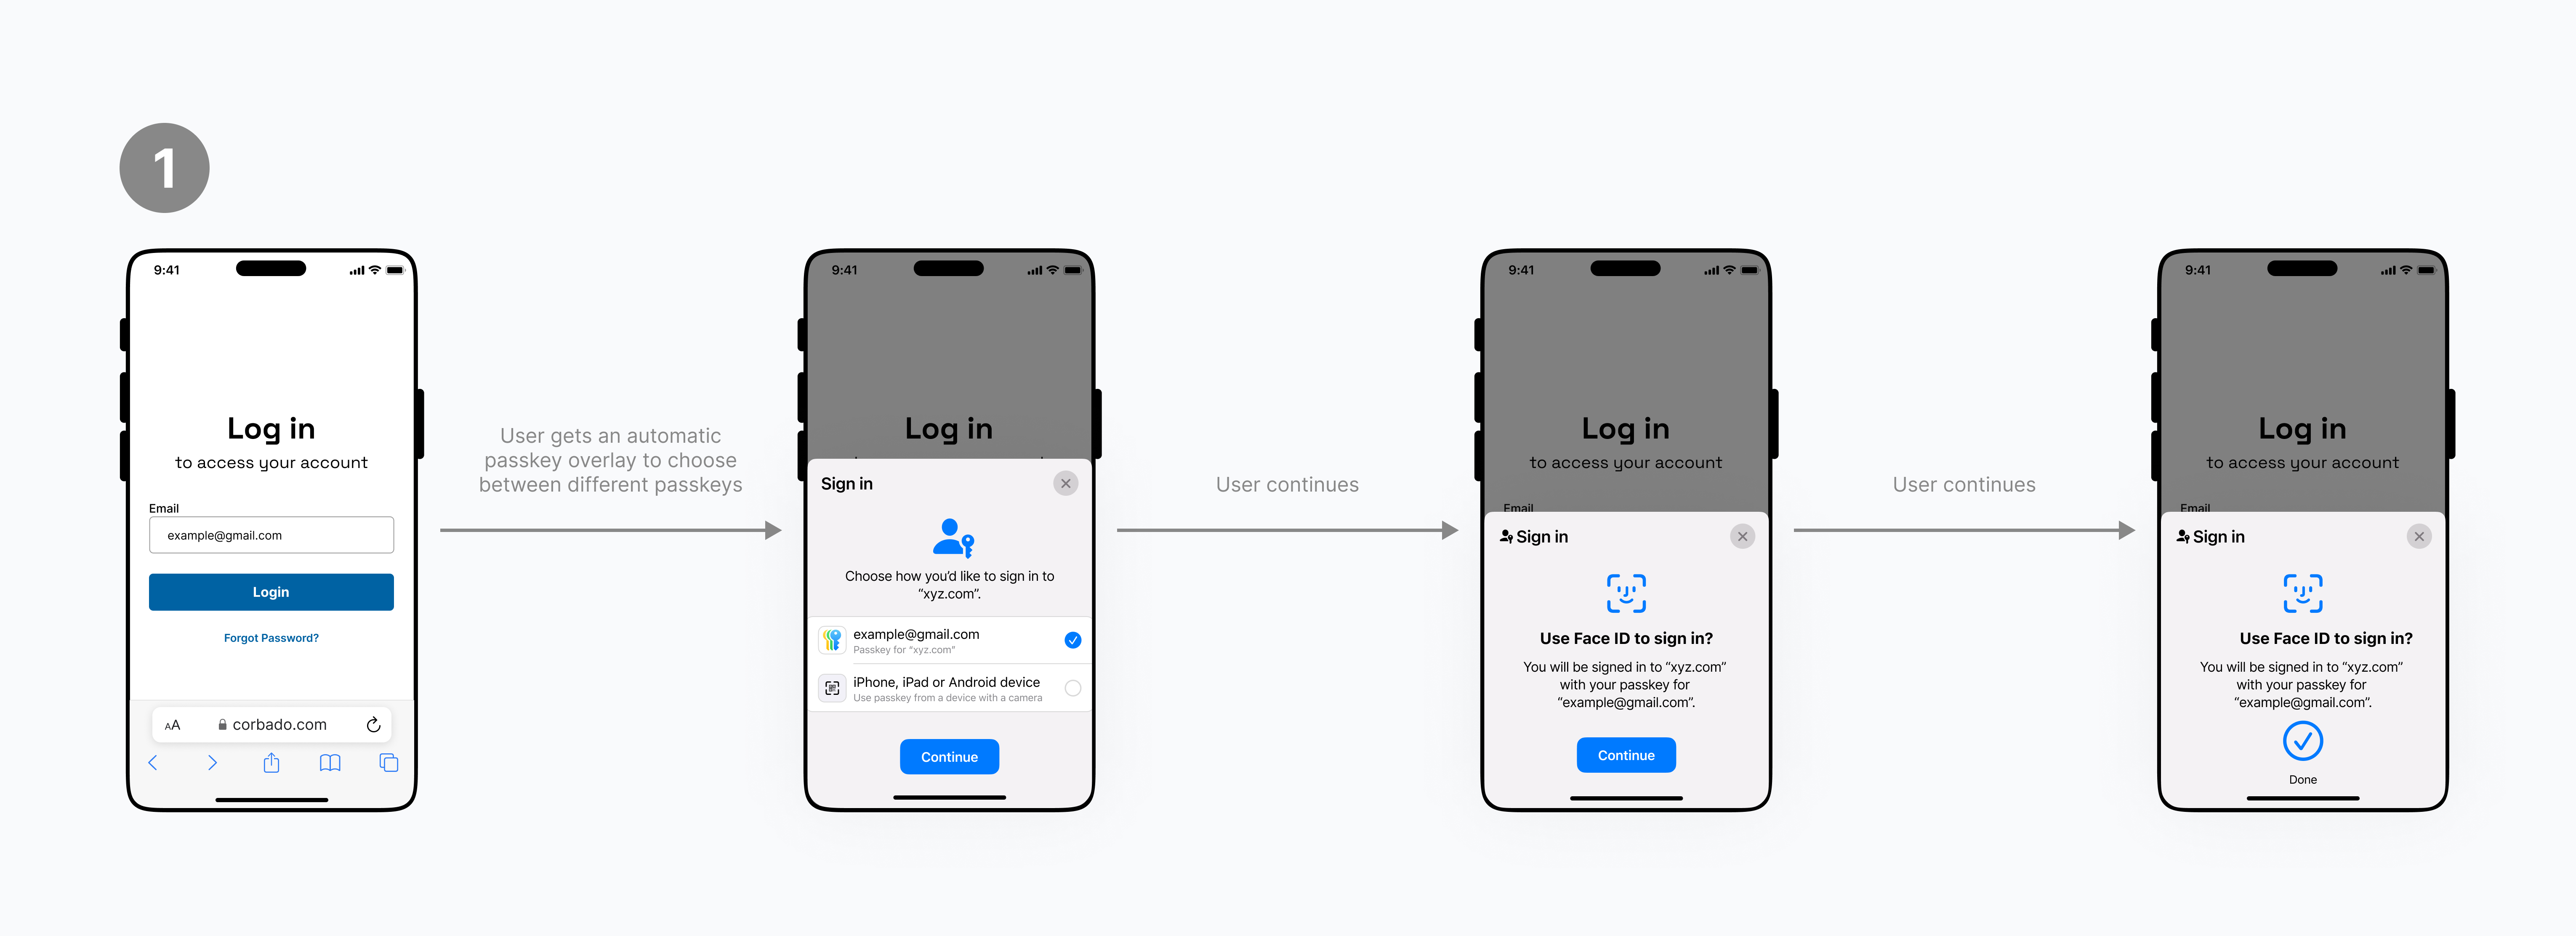 1
9:41
Log in
to access your account
Email
example@gmail.com
Login
Forgot Password?
AA
corbado.com
User gets an automatic
passkey overlay to choose
between different passkeys
9:41
Log in
Sign in
Choose how you’d like to sign in to
“xyz.com”.
example@gmail.com
Passkey for “xyz.com”
iPhone, iPad or Android device
Use passkey from a device with a camera
Continue
User continues
9:41
Log in
to access your account
Email
Sign in
Use Face ID to sign in?
You will be signed in to “xyz.com”
with your passkey for
“example@gmail.com”.
Continue
User continues
9:41
Log in
to access your account
Email
Sign in
Use Face ID to sign in?
You will be signed in to “xyz.com”
with your passkey for
“example@gmail.com”.
Done